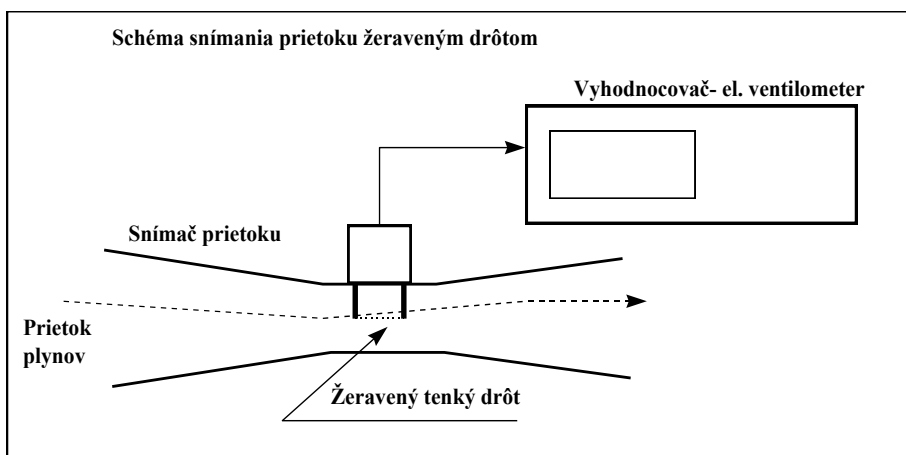 Schéma snímania prietoku žeraveným drôtom
Vyhodnocovač- el. ventilometer
Snímač prietoku
Prietok
plynov
Žeravený tenký drôt